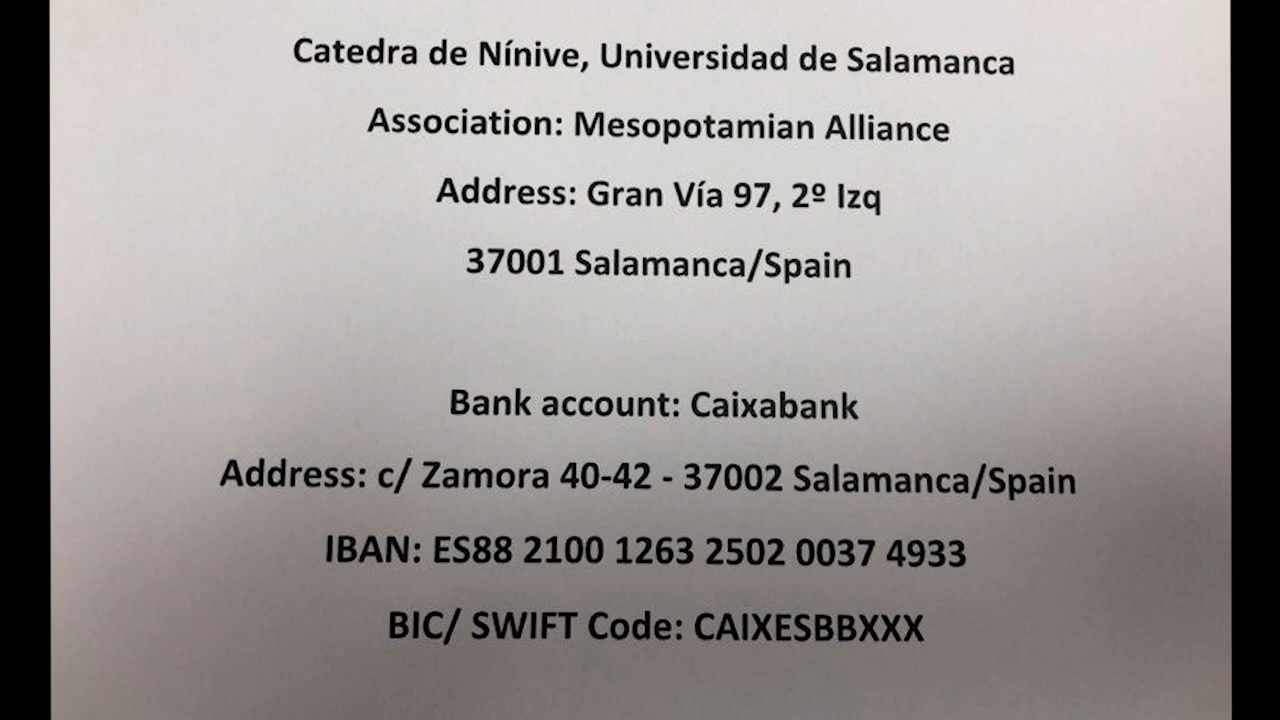 Catedra de Nínive, Universidad de Salamanca
Association: Mesopotamian Alliance
Address: Gran Vía 97, 2º Izq
37001 Salamanca/Spain
Bank account: Caixabank
Address: c/ Zamora 40-42 - 37002 Salamanca/Spain
IBAN: ES88 2100 1263 2502 0037 4933
BIC/ SWIFT Code: CAIXESBBXXX